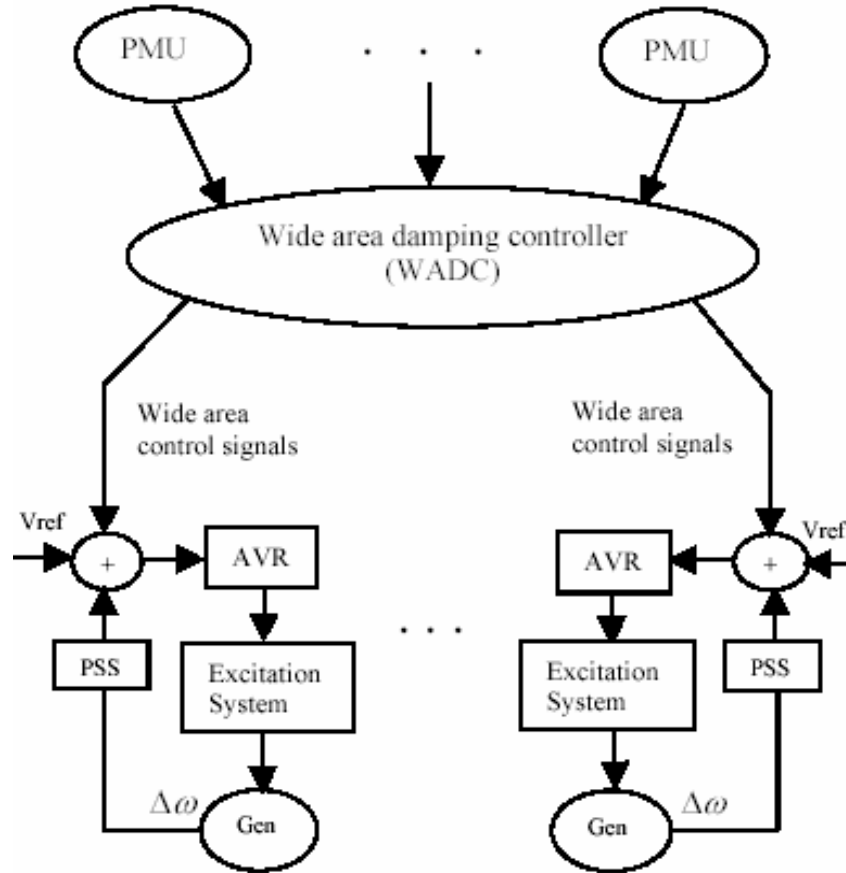 PMU
. . .
PMU
Wide area damping controller
(WADC)
Wide area
control signals
Wide area
control signals
Vref
+
AVR
AVR
+
Vref
PSS
Excitation
System
. . .
Excitation
System
PSS
Δω
Gen
Gen
Δω